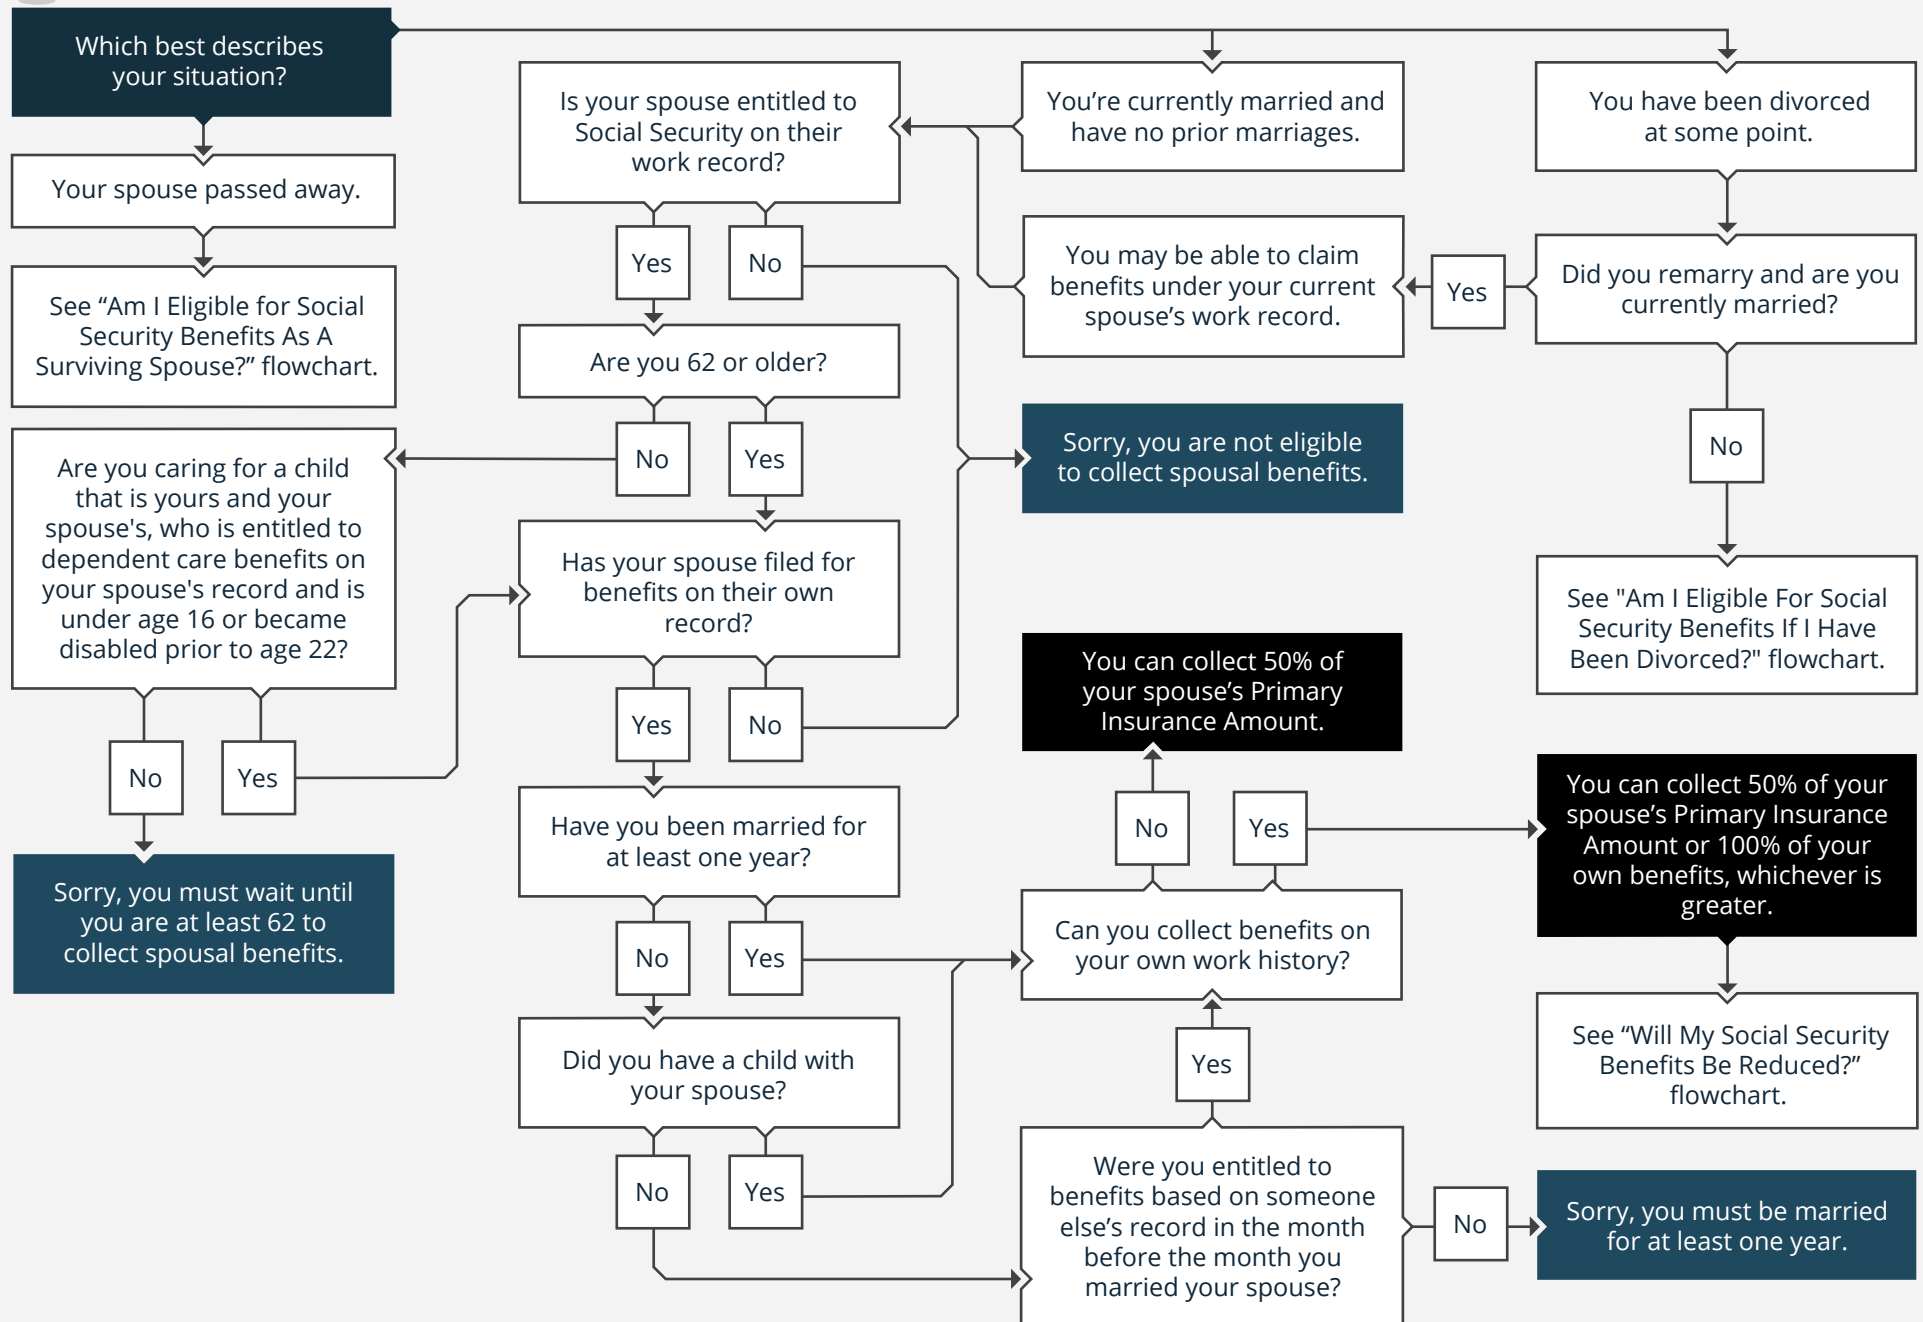 Which best describes
your situation?
Your spouse passed away.
See “Am I Eligible for Social
Security Benefits As A
Surviving Spouse?” flowchart.
Are you caring for a child
that is yours and your
spouse's, who is entitled to
dependent care benefits on
your spouse's record and is
under age 16 or became
disabled prior to age 22?
No
Yes
Sorry, you must wait until
you are at least 62 to
collect spousal benefits.
Is your spouse entitled to
Social Security on their
work record?
Yes
No
Are you 62 or older?
No
Yes
Has your spouse filed for
benefits on their own
record?
Yes
No
Have you been married for
at least one year?
No
Yes
Did you have a child with
your spouse?
No
Yes
You’re currently married and
have no prior marriages.
You may be able to claim
benefits under your current
spouse’s work record.
Yes
Sorry, you are not eligible
to collect spousal benefits.
You can collect 50% of
your spouse’s Primary
Insurance Amount.
No
Yes
Can you collect benefits on
your own work history?
Yes
Were you entitled to
benefits based on someone
else’s record in the month
before the month you
married your spouse?
No
You have been divorced
at some point.
Did you remarry and are you
currently married?
No
See "Am I Eligible For Social
Security Benefits If I Have
Been Divorced?" flowchart.
You can collect 50% of your
spouse’s Primary Insurance
Amount or 100% of your
own benefits, whichever is
greater.
See “Will My Social Security
Benefits Be Reduced?”
flowchart.
Sorry, you must be married
for at least one year.